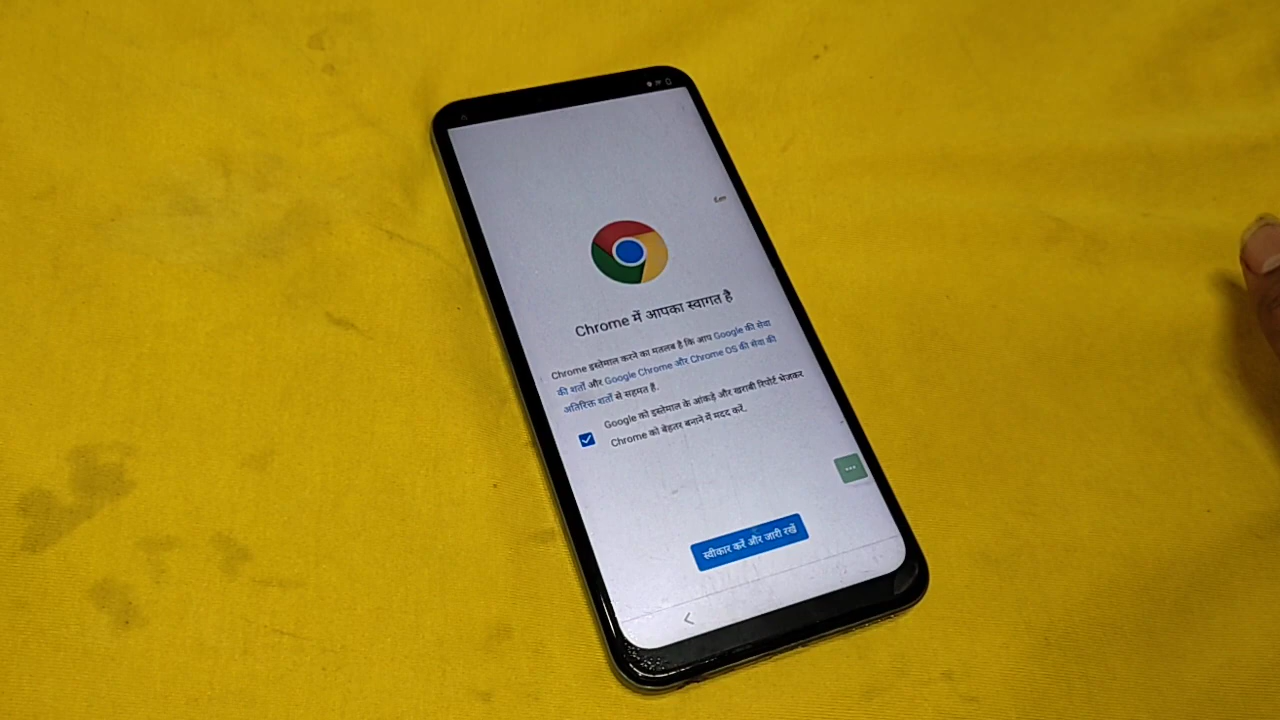 Chrome में आपका स्वागत है
Chrome इस्तेमाल करने का मतलब है कि आप Google की सेवा
की शर्तों और Google Chrome और Chrome OS की सेवा की
अतिरिक्त शर्तों से सहमत हैं.
Google को इस्तेमाल के आंकड़े और खराबी रिपोर्ट भेजकर
Chrome को बेहतर बनाने में मदद करें.
स्वीकार करें और जारी रखें